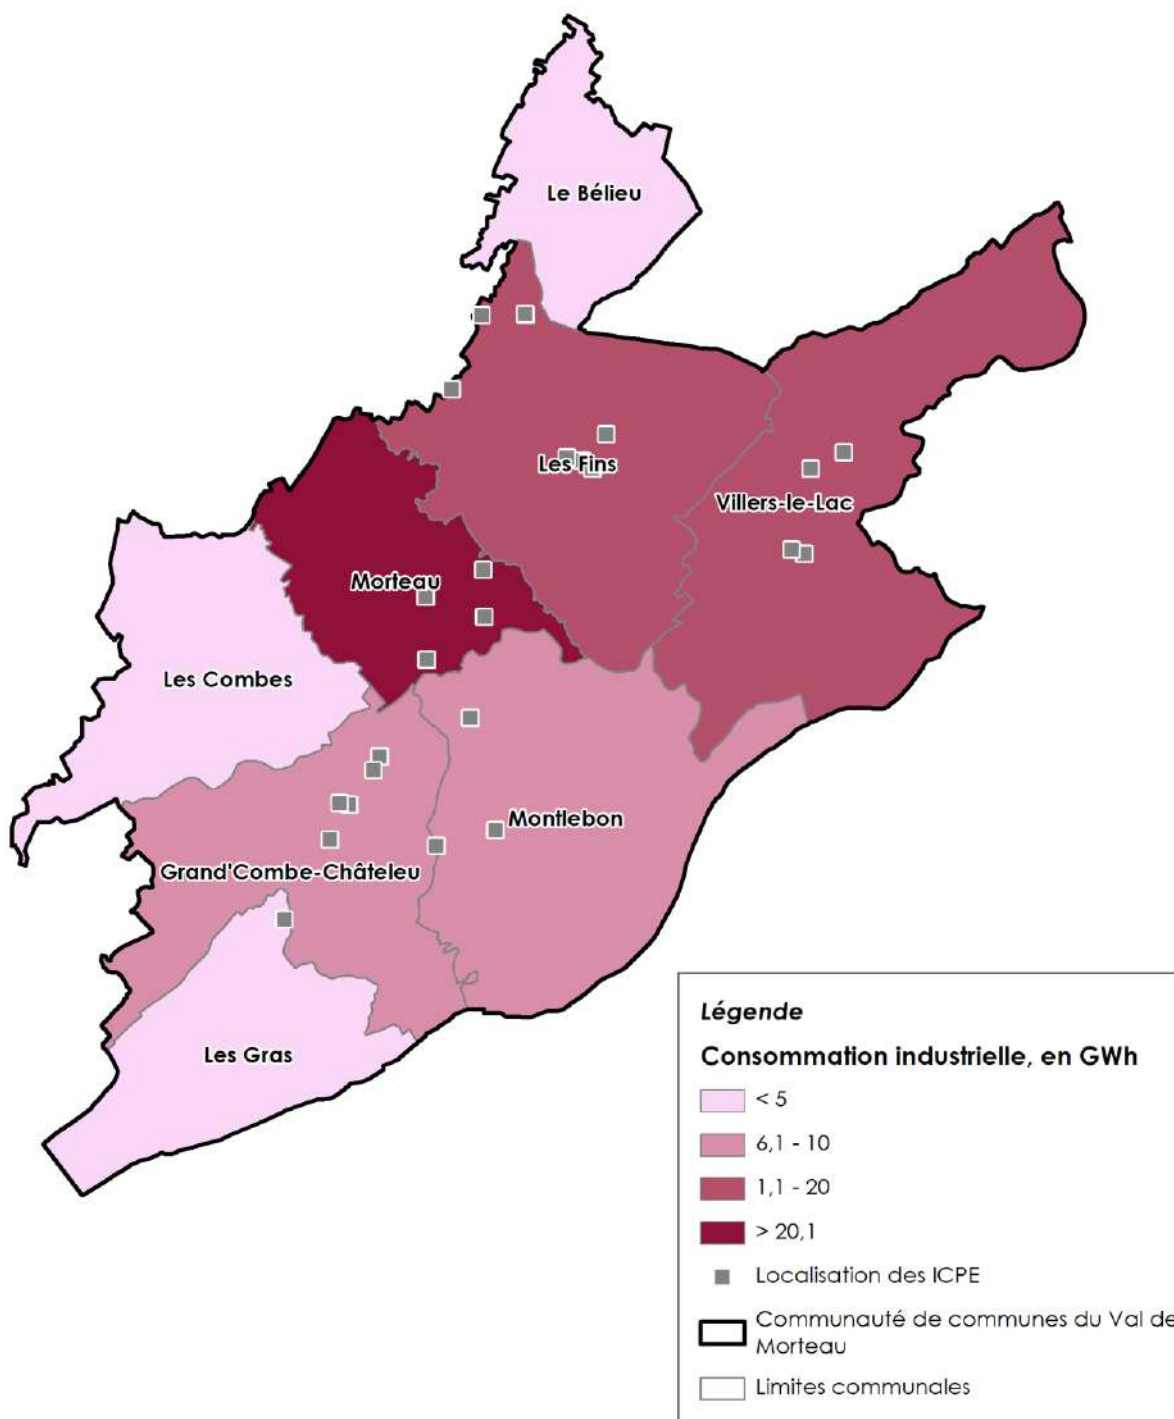 Le Bélieu
Les Fins
Villers-le-Lac
Morteau
Les Combes
Montlebon
Grand'Combe-Châteleu
Les Gras
Légende
Consommation industrielle, en GWh
< 5
6,1 - 10
1,1 - 20
> 20,1
Localisation des ICPE
Communauté de communes du Val de
Morteau
Limites communales